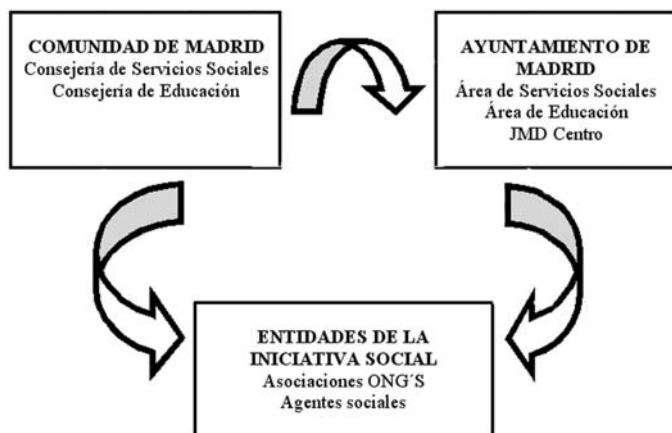 COMUNIDAD DE MADRID
Consejería de Servicios Sociales
Consejería de Educación
AYUNTAMIENTO DE
MADRID
Área de Servicios Sociales
Área de Educación
JMD Centro
ENTIDADES DE LA
INICIATIVA SOCIAL
Asociaciones ONG´S
Agentes sociales